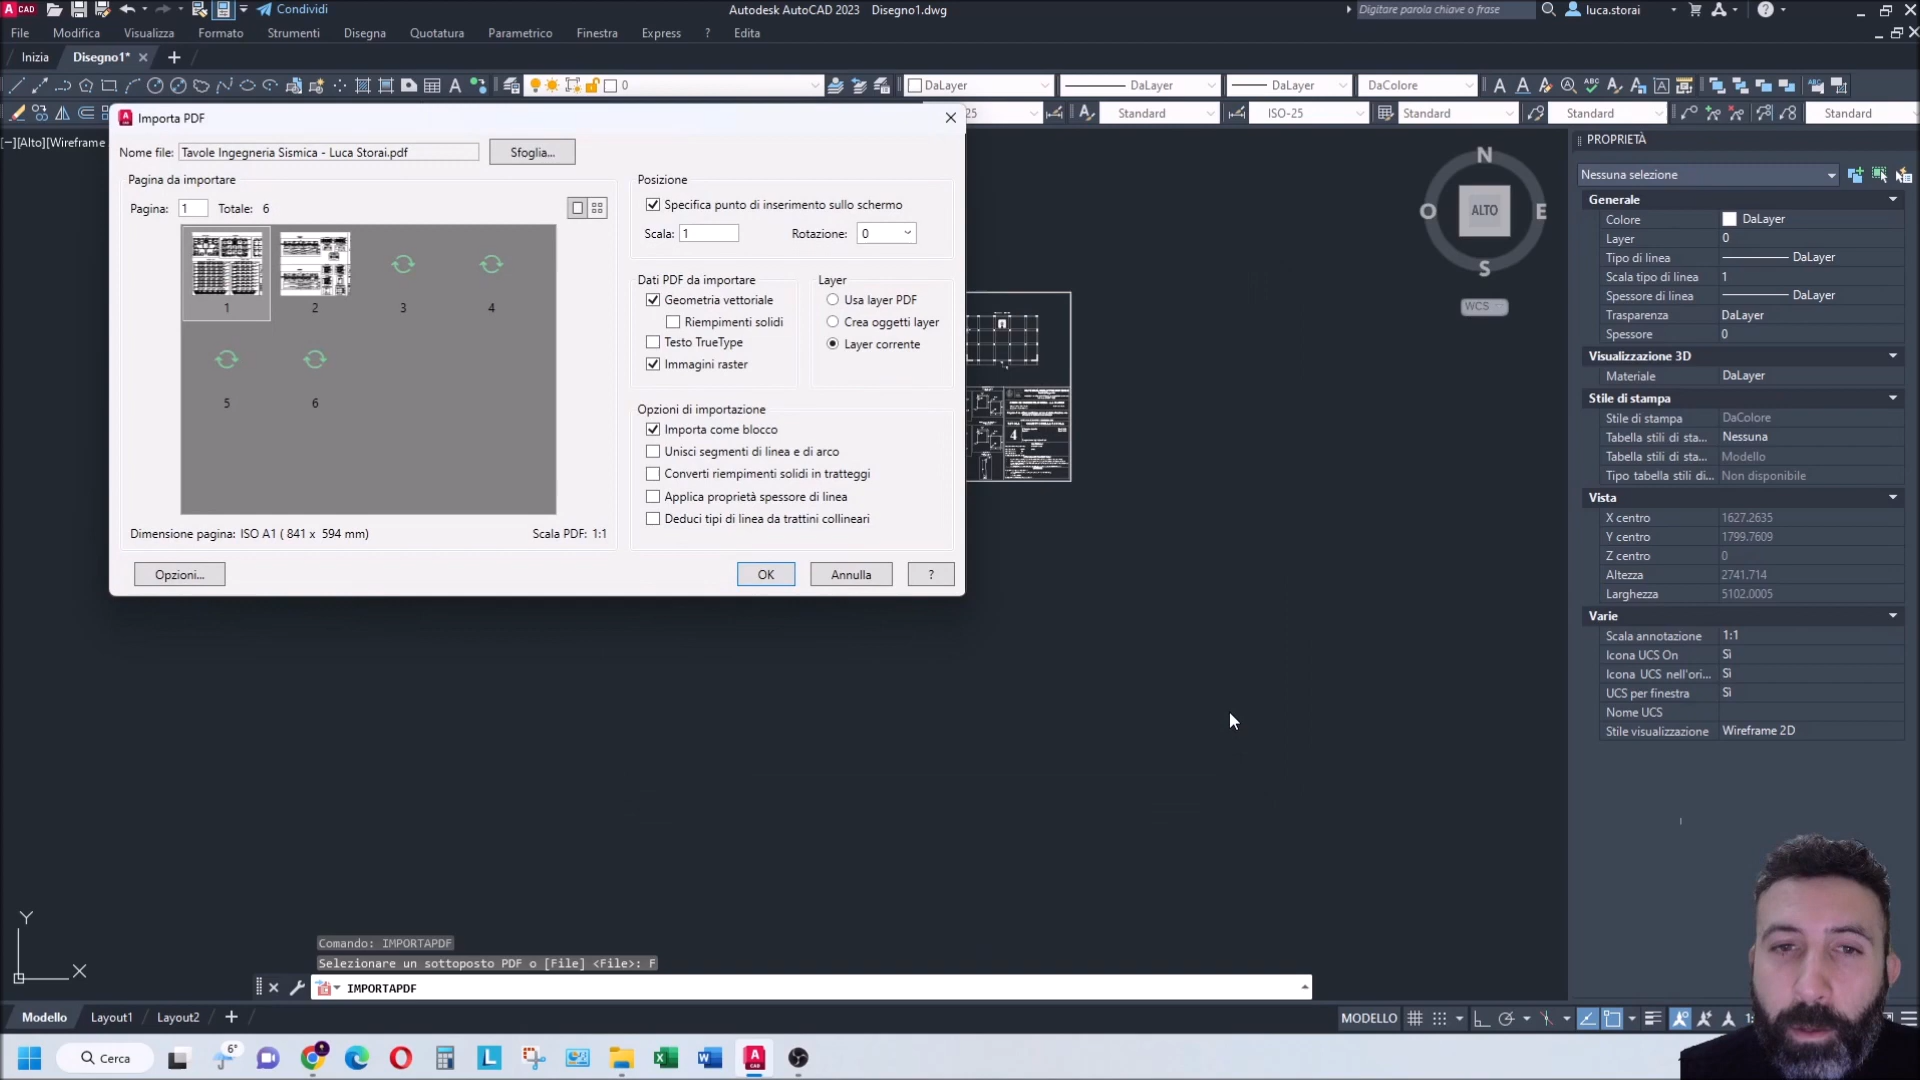 CAD
Condividi
Autodesk AutoCAD 2023 Disegno1.dwg
Digitare parola chiave o frase
luca.storai
File Modifica Visualizza Formato Strumenti Disegna Quotatura Parametrico Finestra Express ? Edita
Inizia Disegno1*
0 DaLayer DaLayer DaLayer DaColore
25 Standard ISO-25 Standard Standard Standard
[−][Alto][Wireframe
Importa PDF
Nome file: Tavole Ingegneria Sismica - Luca Storai.pdf Sfoglia...
Pagina da importare
Pagina: 1 Totale: 6
1 2 3 4
5 6
Dimensione pagina: ISO A1 ( 841 x 594 mm) Scala PDF: 1:1
Posizione
Specifica punto di inserimento sullo schermo
Scala: 1 Rotazione: 0
Dati PDF da importare
Geometria vettoriale
Riempimenti solidi
Testo TrueType
Immagini raster
Layer
Usa layer PDF
Crea oggetti layer
Layer corrente
Opzioni di importazione
Importa come blocco
Unisci segmenti di linea e di arco
Converti riempimenti solidi in tratteggi
Applica proprietà spessore di linea
Deduci tipi di linea da trattini collineari
Opzioni... OK Annulla ?
4
N
O ALTO E
S
WCS
PROPRIETÀ
Nessuna selezione
Generale
Colore DaLayer
Layer 0
Tipo di linea DaLayer
Scala tipo di linea 1
Spessore di linea DaLayer
Trasparenza DaLayer
Spessore 0
Visualizzazione 3D
Materiale DaLayer
Stile di stampa
Stile di stampa DaColore
Tabella stili di sta... Nessuna
Tabella stili di sta... Modello
Tipo tabella stili di... Non disponibile
Vista
X centro 1627.2635
Y centro 1799.7609
Z centro 0
Altezza 2741.714
Larghezza 5102.0005
Varie
Scala annotazione 1:1
Icona UCS On Sì
Icona UCS nell'ori... Sì
UCS per finestra Sì
Nome UCS
Stile visualizzazione Wireframe 2D
Y
X
Comando: IMPORTAPDF
Selezionare un sottoposto PDF o [File] <File>: F
IMPORTAPDF
Modello Layout1 Layout2
MODELLO
Cerca
6°